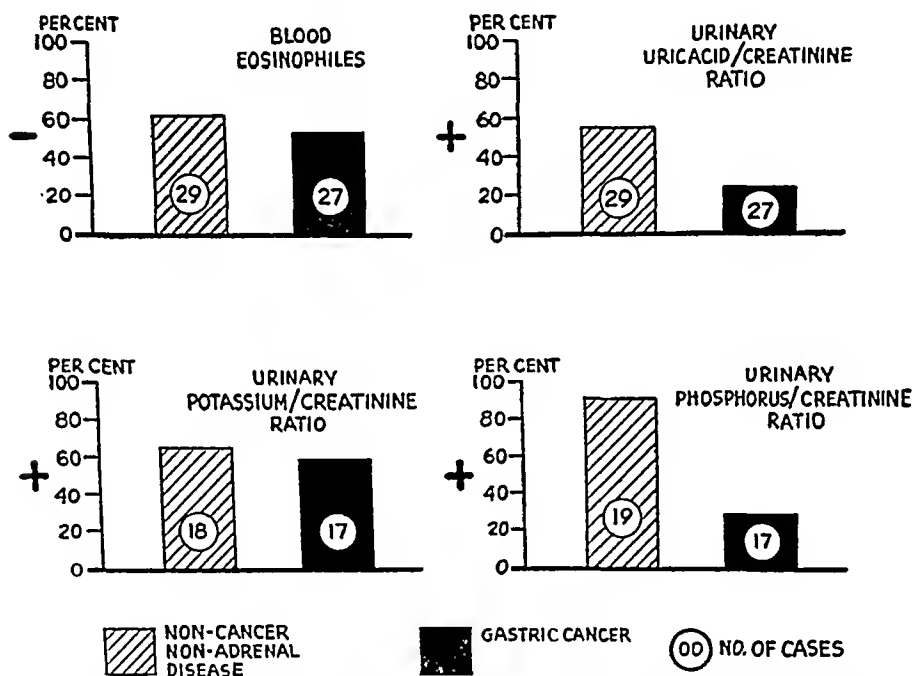 PER CENT
BLOOD
EOSINOPHILES
100
80
60
40
20
0
−
29
27
PER CENT
URINARY
URICACID/CREATININE
RATIO
100
80
60
40
20
0
+
29
27
PER CENT
URINARY
POTASSIUM/CREATININE
RATIO
100
80
60
40
20
0
+
18
17
PER CENT
URINARY
PHOSPHORUS/CREATININE
RATIO
100
80
60
40
20
0
+
19
17
NON-CANCER
NON-ADRENAL
DISEASE
GASTRIC CANCER
00 NO. OF CASES